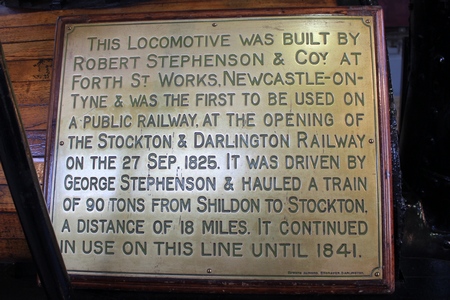 THIS LOCOMOTIVE WAS BUILT BY
ROBERT STEPHENSON & COY AT
FORTH ST WORKS, NEWCASTLE-ON-
TYNE & WAS THE FIRST TO BE USED ON
A PUBLIC RAILWAY, AT THE OPENING OF
THE STOCKTON & DARLINGTON RAILWAY
ON THE 27 SEP. 1825. IT WAS DRIVEN BY
GEORGE STEPHENSON & HAULED A TRAIN
OF 90 TONS FROM SHILDON TO STOCKTON.
A DISTANCE OF 18 MILES. IT CONTINUED
IN USE ON THIS LINE UNTIL 1841.